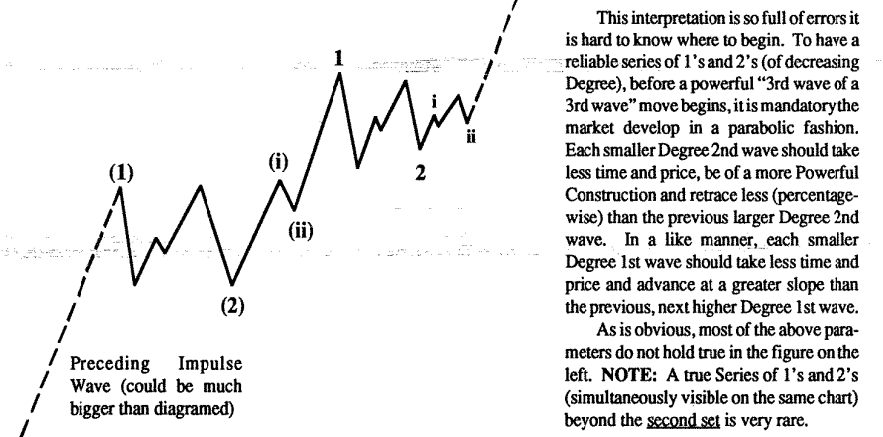 1
i
ii
2
(1)
(i)
(ii)
(2)
Preceding Impulse
Wave (could be much
bigger than diagramed)
This interpretation is so full of errors it
is hard to know where to begin. To have a
reliable series of 1's and 2's (of decreasing
Degree), before a powerful “3rd wave of a
3rd wave” move begins, it is mandatory the
market develop in a parabolic fashion.
Each smaller Degree 2nd wave should take
less time and price, be of a more Powerful
Construction and retrace less (percentage-
wise) than the previous larger Degree 2nd
wave. In a like manner, each smaller
Degree 1st wave should take less time and
price and advance at a greater slope than
the previous, next higher Degree 1st wave.
As is obvious, most of the above para-
meters do not hold true in the figure on the
left. NOTE: A true Series of 1's and 2's
(simultaneously visible on the same chart)
beyond the second set is very rare.